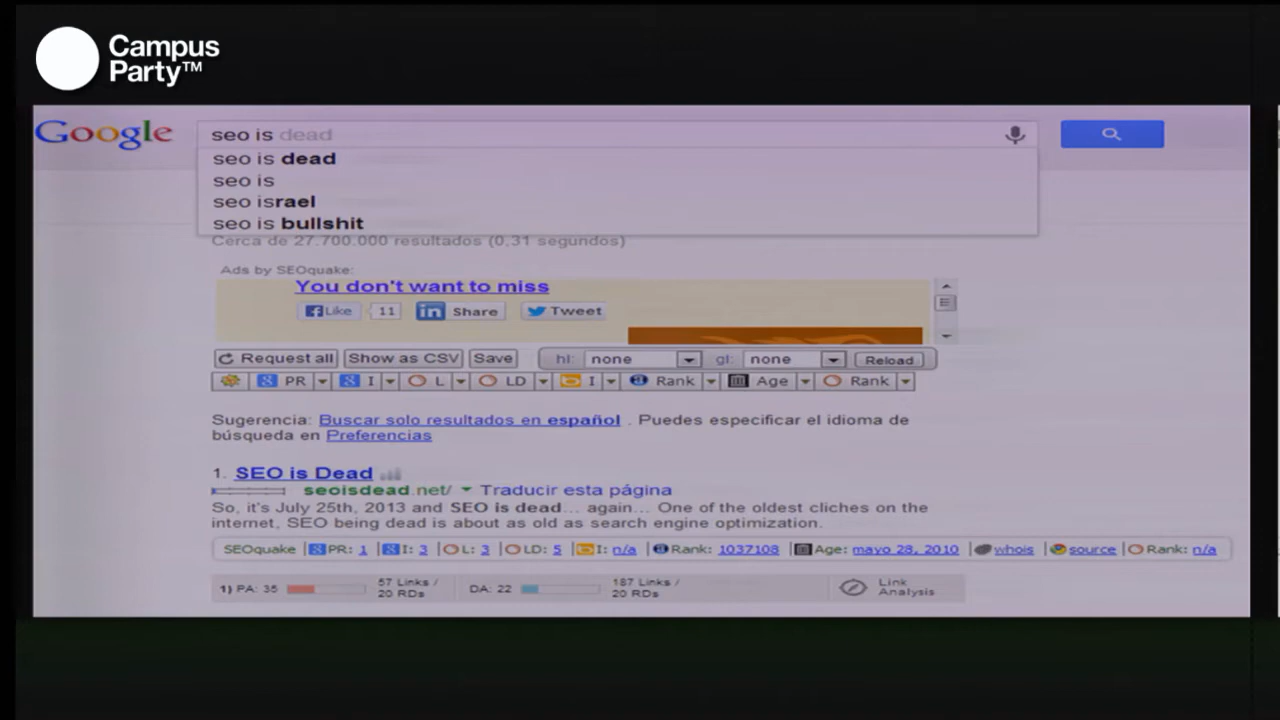 Campus
Party™
Google
seo is dead
seo is dead
seo is
seo israel
seo is bullshit
Cerca de 27.700.000 resultados (0,31 segundos)
Ads by SEOquake:
You don't want to miss
Like 11 Share Tweet
Request all Show as CSV Save hl: none gl: none Reload
PR I L LD I Rank Age Rank
Sugerencia: Buscar solo resultados en español . Puedes especificar el idioma de
búsqueda en Preferencias
1. SEO is Dead
seoisdead.net/ Traducir esta página
So, it's July 25th, 2013 and SEO is dead... again... One of the oldest cliches on the
internet, SEO being dead is about as old as search engine optimization.
SEOquake PR: 1 I: 3 L: 3 LD: 5 I: n/a Rank: 1037108 Age: mayo 28, 2010 whois source Rank: n/a
1) PA: 35 57 Links / 20 RDs DA: 22 187 Links / 20 RDs Link Analysis